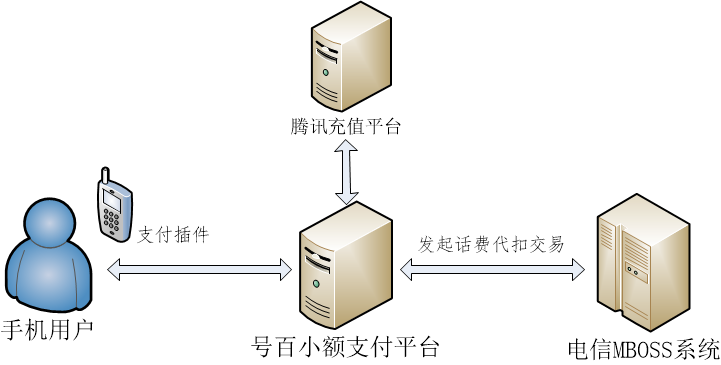 腾讯充值平台
支付插件
发起话费代扣交易
手机用户
号百小额支付平台
电信MBOSS系统